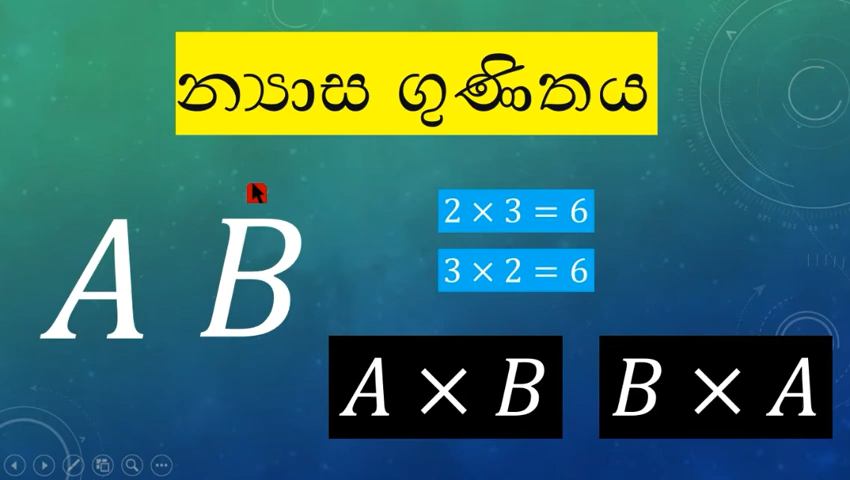 න්‍යාස ගුණිතය
A B
2 × 3 = 6
3 × 2 = 6
A × B
B × A